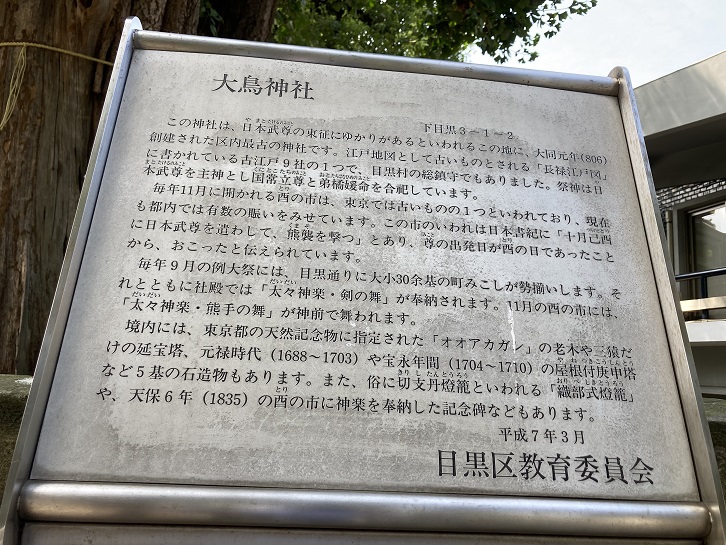 大鳥神社
下目黒3-1-2
この神社は、日本武尊の東征にゆかりがあるといわれるこの地に、大同元年(806)
創建された区内最古の神社です。江戸地図として古いものとされる「長禄江戸図」
に書かれている古江戸9社の1つで、目黒村の総鎮守でもありました。祭神は日
本武尊を主神とし国常立尊と弟橘媛命を合祀しています。
毎年11月に開かれる酉の市は、東京では古いものの1つといわれており、現在
も都内では有数の賑いをみせています。この市のいわれは日本書紀に「十月己酉
に日本武尊を遣わして、熊襲を撃つ」とあり、尊の出発日が酉の日であったこと
から、おこったと伝えられています。
毎年9月の例大祭には、目黒通りに大小30余基の町みこしが勢揃いします。そ
れとともに社殿では「太々神楽・剣の舞」が奉納されます。11月の酉の市には、
「太々神楽・熊手の舞」が神前で舞われます。
境内には、東京都の天然記念物に指定された「オオアカガシ」の老木や三猿だ
けの延宝塔、元禄時代(1688〜1703)や宝永年間(1704〜1710)の屋根付庚申塔
など5基の石造物もあります。また、俗に切支丹燈籠といわれる「織部式燈籠」
や、天保6年(1835)の酉の市に神楽を奉納した記念碑などもあります。
平成7年3月
目黒区教育委員会